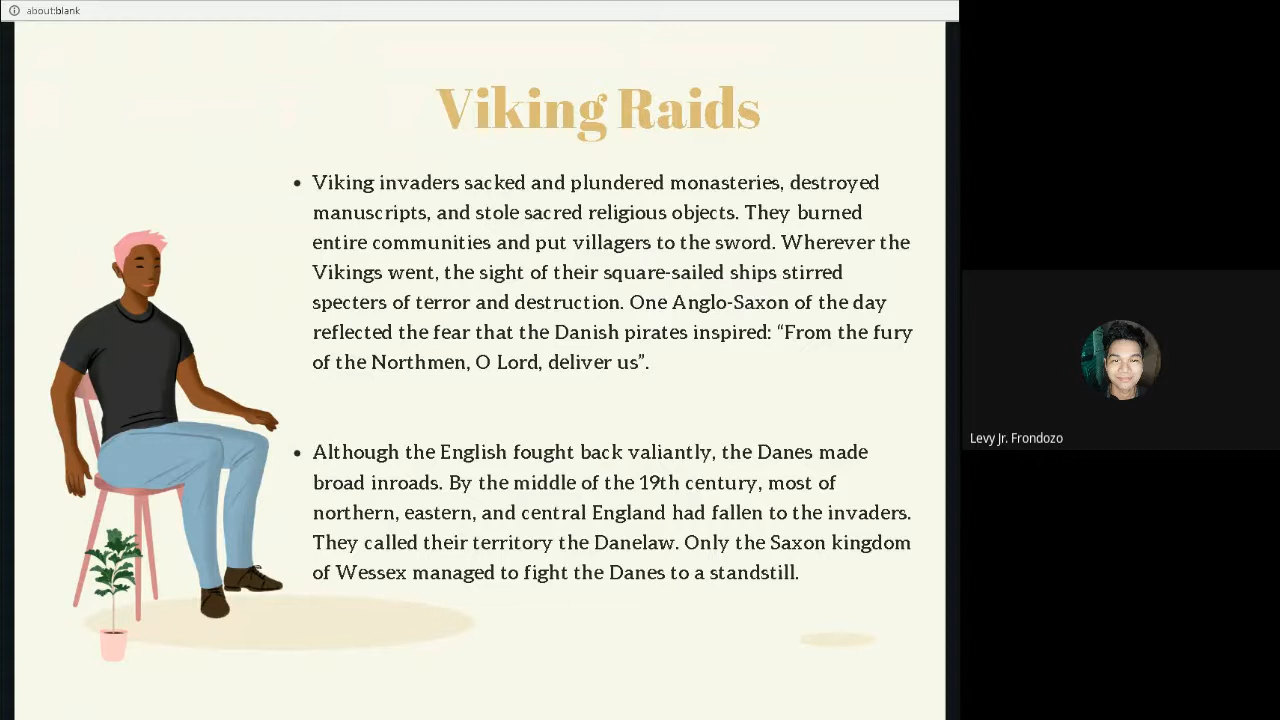 about:blank
Viking Raids
• Viking invaders sacked and plundered monasteries, destroyed
manuscripts, and stole sacred religious objects. They burned
entire communities and put villagers to the sword. Wherever the
Vikings went, the sight of their square-sailed ships stirred
specters of terror and destruction. One Anglo-Saxon of the day
reflected the fear that the Danish pirates inspired: “From the fury
of the Northmen, O Lord, deliver us”.
• Although the English fought back valiantly, the Danes made
broad inroads. By the middle of the 19th century, most of
northern, eastern, and central England had fallen to the invaders.
They called their territory the Danelaw. Only the Saxon kingdom
of Wessex managed to fight the Danes to a standstill.
Levy Jr. Frondozo